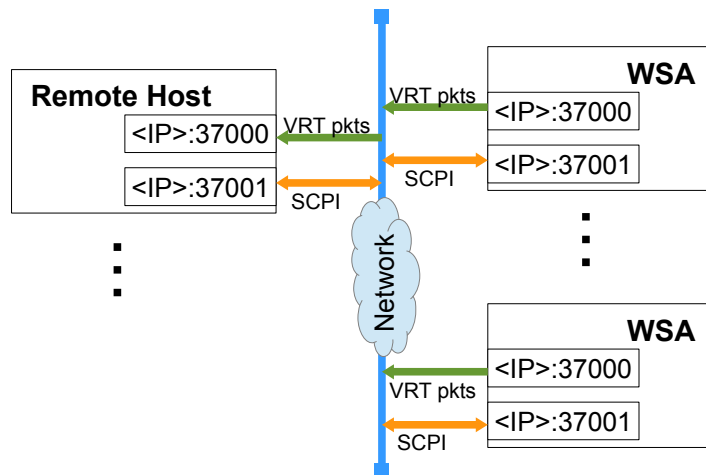 Remote Host
<IP>:37000
<IP>:37001
VRT pkts
SCPI
VRT pkts
SCPI
WSA
<IP>:37000
<IP>:37001
Network
WSA
<IP>:37000
<IP>:37001
VRT pkts
SCPI